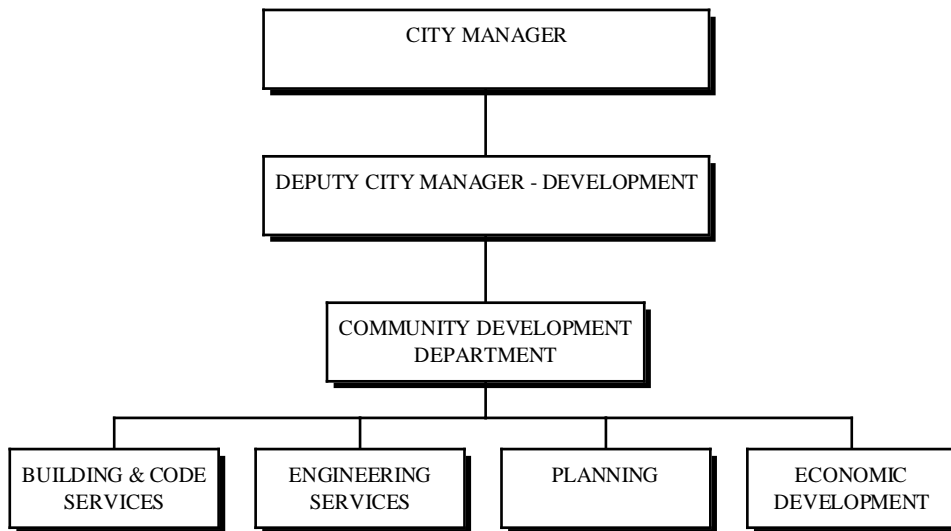 CITY MANAGER
DEPUTY CITY MANAGER - DEVELOPMENT
COMMUNITY DEVELOPMENT
DEPARTMENT
BUILDING & CODE
SERVICES
ENGINEERING
SERVICES
PLANNING
ECONOMIC
DEVELOPMENT